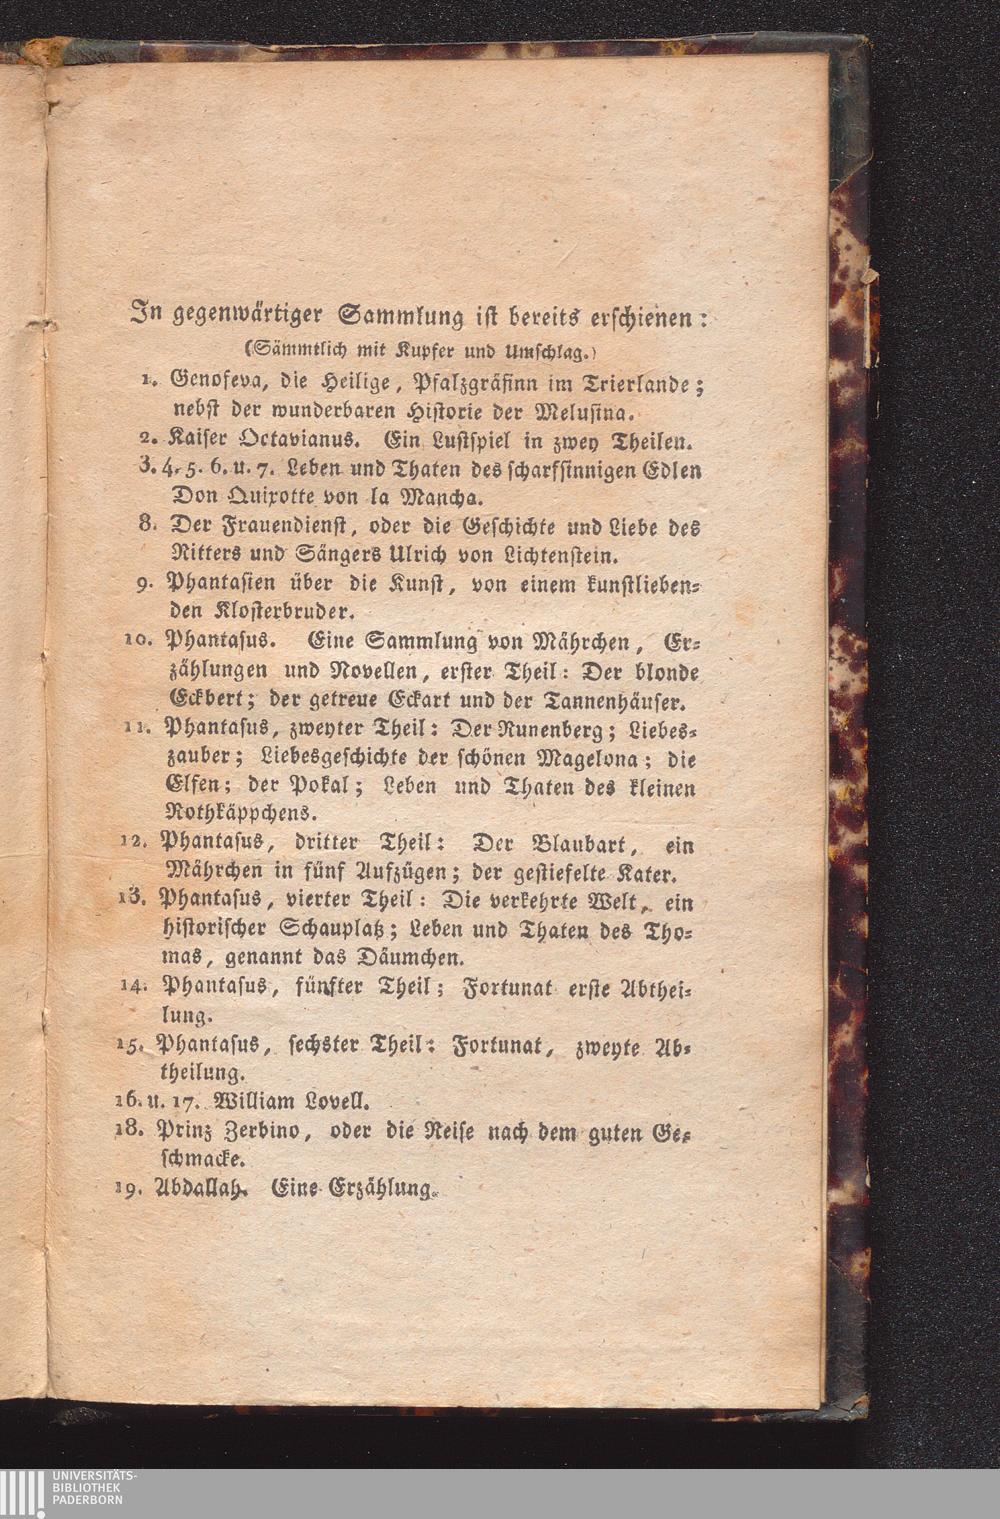 In gegenwärtiger Sammlung ist bereits erschienen:
(Sämmtlich mit Kupfer und Umschlag.)
1. Genofeva, die Heilige, Pfalzgräfinn im Trierlande;
nebst der wunderbaren Historie der Melusina.
2. Kaiser Octavianus. Ein Lustspiel in zwey Theilen.
3. 4. 5. 6. u. 7. Leben und Thaten des scharfsinnigen Edlen
Don Quixotte von la Mancha.
8. Der Frauendienst, oder die Geschichte und Liebe des
Ritters und Sängers Ulrich von Lichtenstein.
9. Phantasien über die Kunst, von einem kunstlieben-
den Klosterbruder.
10. Phantasus. Eine Sammlung von Mährchen, Er-
zählungen und Novellen, erster Theil: Der blonde
Eckbert; der getreue Eckart und der Tannenhäuser.
11. Phantasus, zweyter Theil: Der Runenberg; Liebes-
zauber; Liebesgeschichte der schönen Magelona; die
Elfen; der Pokal; Leben und Thaten des kleinen
Rothkäppchens.
12. Phantasus, dritter Theil: Der Blaubart, ein
Mährchen in fünf Aufzügen; der gestiefelte Kater.
13. Phantasus, vierter Theil: Die verkehrte Welt, ein
historischer Schauplatz; Leben und Thaten des Tho-
mas, genannt das Däumchen.
14. Phantasus, fünfter Theil; Fortunat erste Abthei-
lung.
15. Phantasus, sechster Theil: Fortunat, zweyte Ab-
theilung.
16. u. 17. William Lovell.
18. Prinz Zerbino, oder die Reise nach dem guten Ge-
schmacke.
19. Abdallah. Eine Erzählung.
UNIVERSITÄTS-
BIBLIOTHEK
PADERBORN